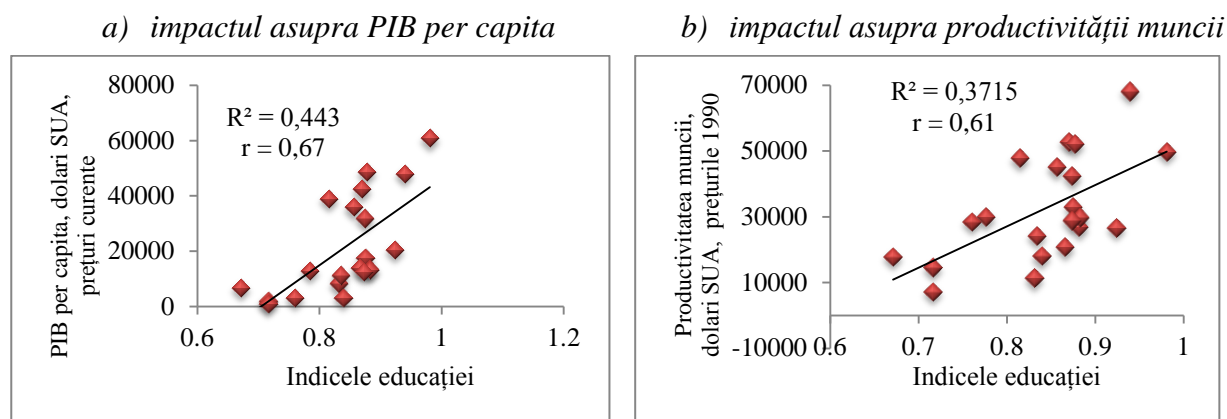 a) impactul asupra PIB per capita
PIB per capita, dolari SUA,
prețuri curente
80000
60000
40000
20000
0
R² = 0,443
r = 0,67
0.6
0.8
1
1.2
Indicele educației
b) impactul asupra productivității muncii
Productivitatea muncii,
dolari SUA, prețurile 1990
70000
50000
30000
10000
-10000
R² = 0,3715
r = 0,61
0.6
0.7
0.8
0.9
1
Indicele educației